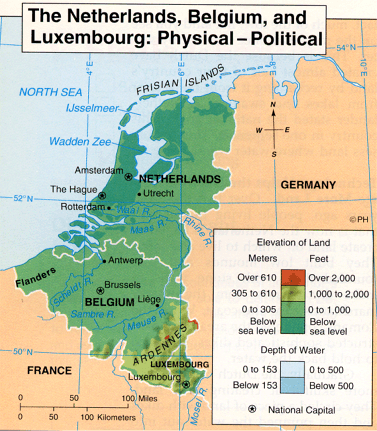 The Netherlands, Belgium, and
Luxembourg: Physical – Political
4°E
6°E
54°N
NORTH SEA
FRISIAN ISLANDS
IJsselmeer
N
W E
S
Wadden Zee
Amsterdam
NETHERLANDS
The Hague
Utrecht
GERMANY
52°N
52°N
Rotterdam
Waal R.
Maas R.
Rhine R.
©PH
Antwerp
Flanders
Scheldt R.
Brussels
BELGIUM
Liège
Sambre R.
Meuse R.
ARDENNES
50°N
50°N
LUXEMBOURG
Luxembourg
FRANCE
Mosel R.
0 50 100 Miles
0 50 100 Kilometers
Elevation of Land
Meters Feet
Over 610 Over 2,000
305 to 610 1,000 to 2,000
0 to 305 0 to 1,000
Below Below
sea level sea level
Depth of Water
0 to 153 0 to 500
Below 153 Below 500
National Capital